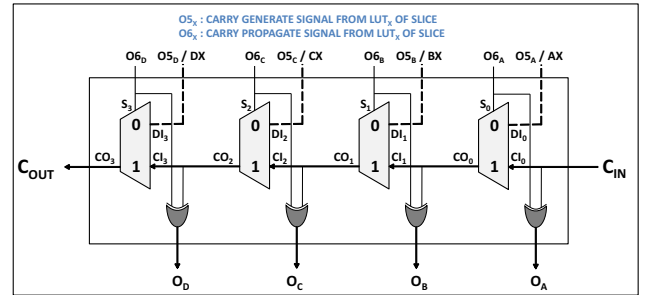 O5X : CARRY GENERATE SIGNAL FROM LUTX OF SLICE
O6X : CARRY PROPAGATE SIGNAL FROM LUTX OF SLICE
O6D O5D / DX O6C O5C / CX O6B O5B / BX O6A O5A / AX
S3 S2 S1 S0
0 0 0 0
DI3 DI2 DI1 DI0
COUT CO3 1 CI3 CO2 1 CI2 CO1 1 CI1 CO0 1 CI0 CIN
OD OC OB OA